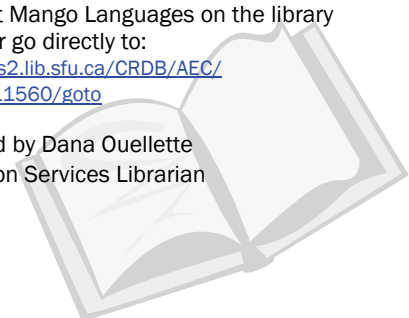 Mango Languages on the library
go directly to:
s2.lib.sfu.ca/CRDB/AEC/
1560/goto
by Dana Ouellette
Services Librarian